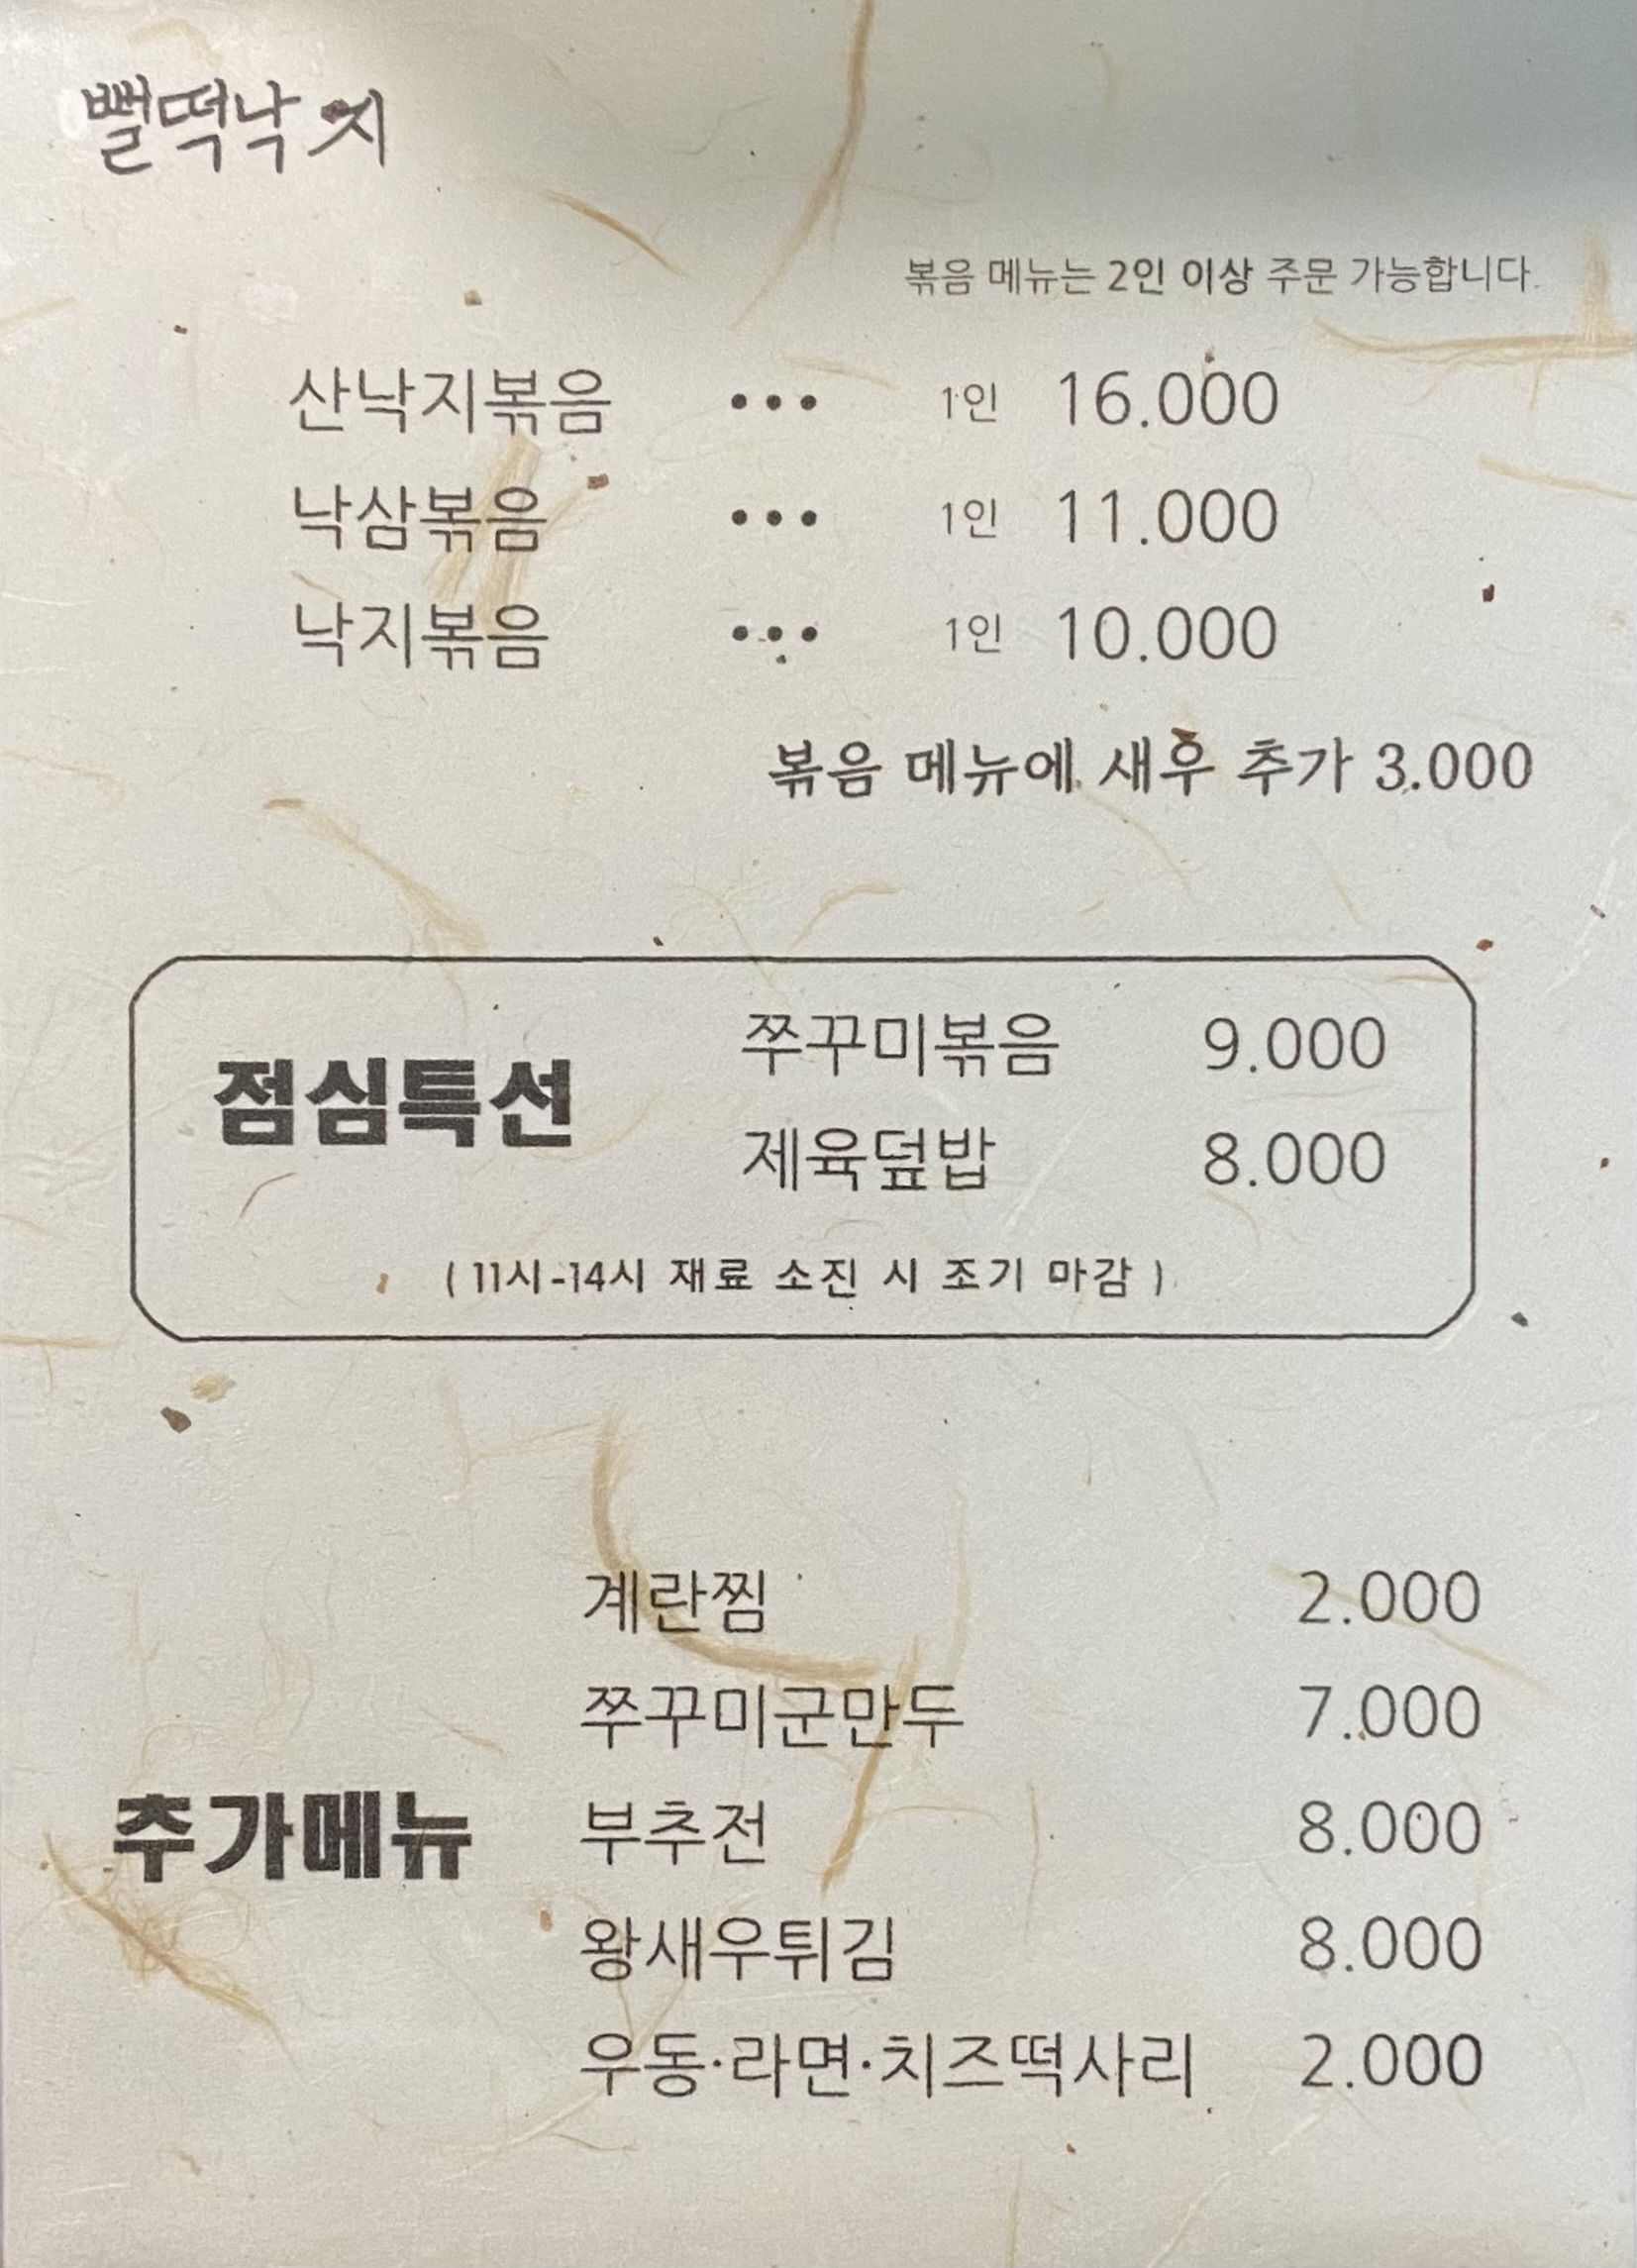 뻘떡낙지
볶음 메뉴는 2인 이상 주문 가능합니다.
산낙지볶음 ••• 1인 16.000
낙삼볶음 ••• 1인 11.000
낙지볶음 ••• 1인 10.000
볶음 메뉴에 새우 추가 3.000
점심특선
쭈꾸미볶음 9.000
제육덮밥 8.000
( 11시-14시 재료 소진 시 조기 마감 )
추가메뉴
계란찜 2.000
쭈꾸미군만두 7.000
부추전 8.000
왕새우튀김 8.000
우동·라면·치즈떡사리 2.000